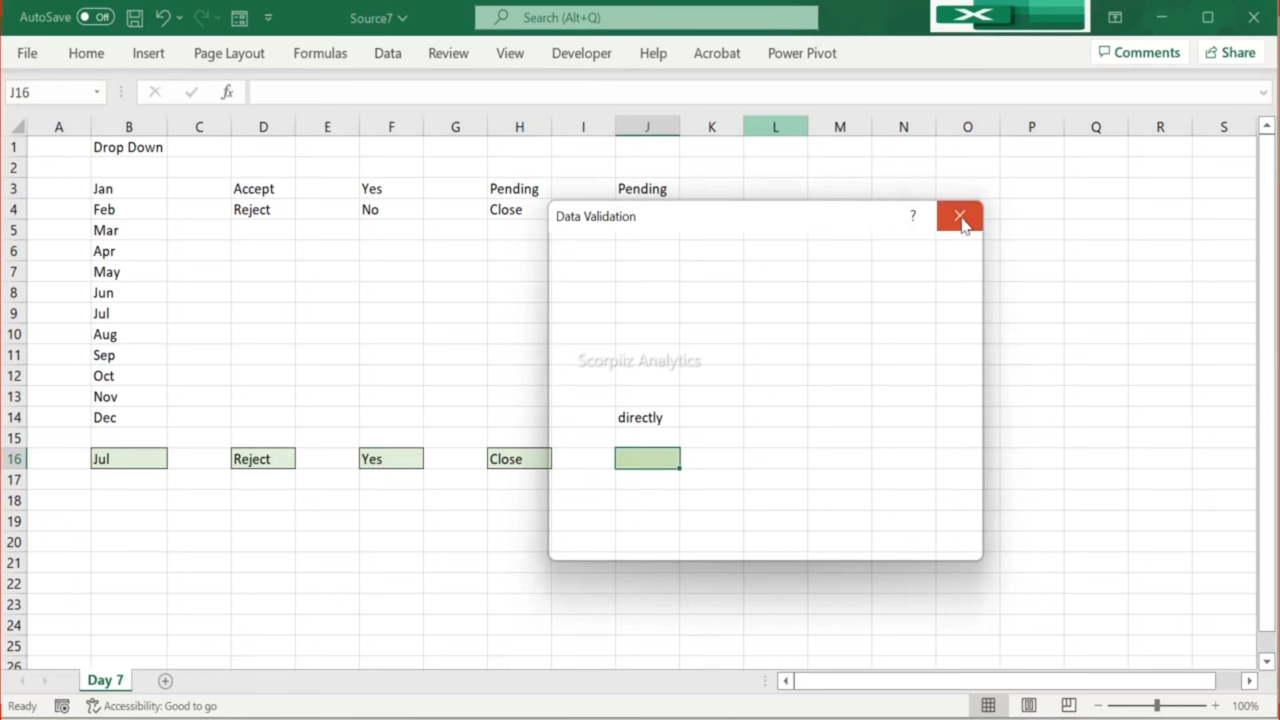 AutoSave Off Source7 Search (Alt+Q)
File Home Insert Page Layout Formulas Data Review View Developer Help Acrobat Power Pivot Comments Share
J16 fx
A B C D E F G H I J K L M N O P Q R S
1 Drop Down
2
3 Jan Accept Yes Pending Pending
4 Feb Reject No Close
Data Validation ?
5 Mar
6 Apr
7 May
8 Jun
9 Jul
10 Aug
11 Sep
Scorpiiz Analytics
12 Oct
13 Nov
14 Dec directly
15
16 Jul Reject Yes Close
17
18
19
20
21
22
23
24
25
26
Day 7
Ready Accessibility: Good to go 100%